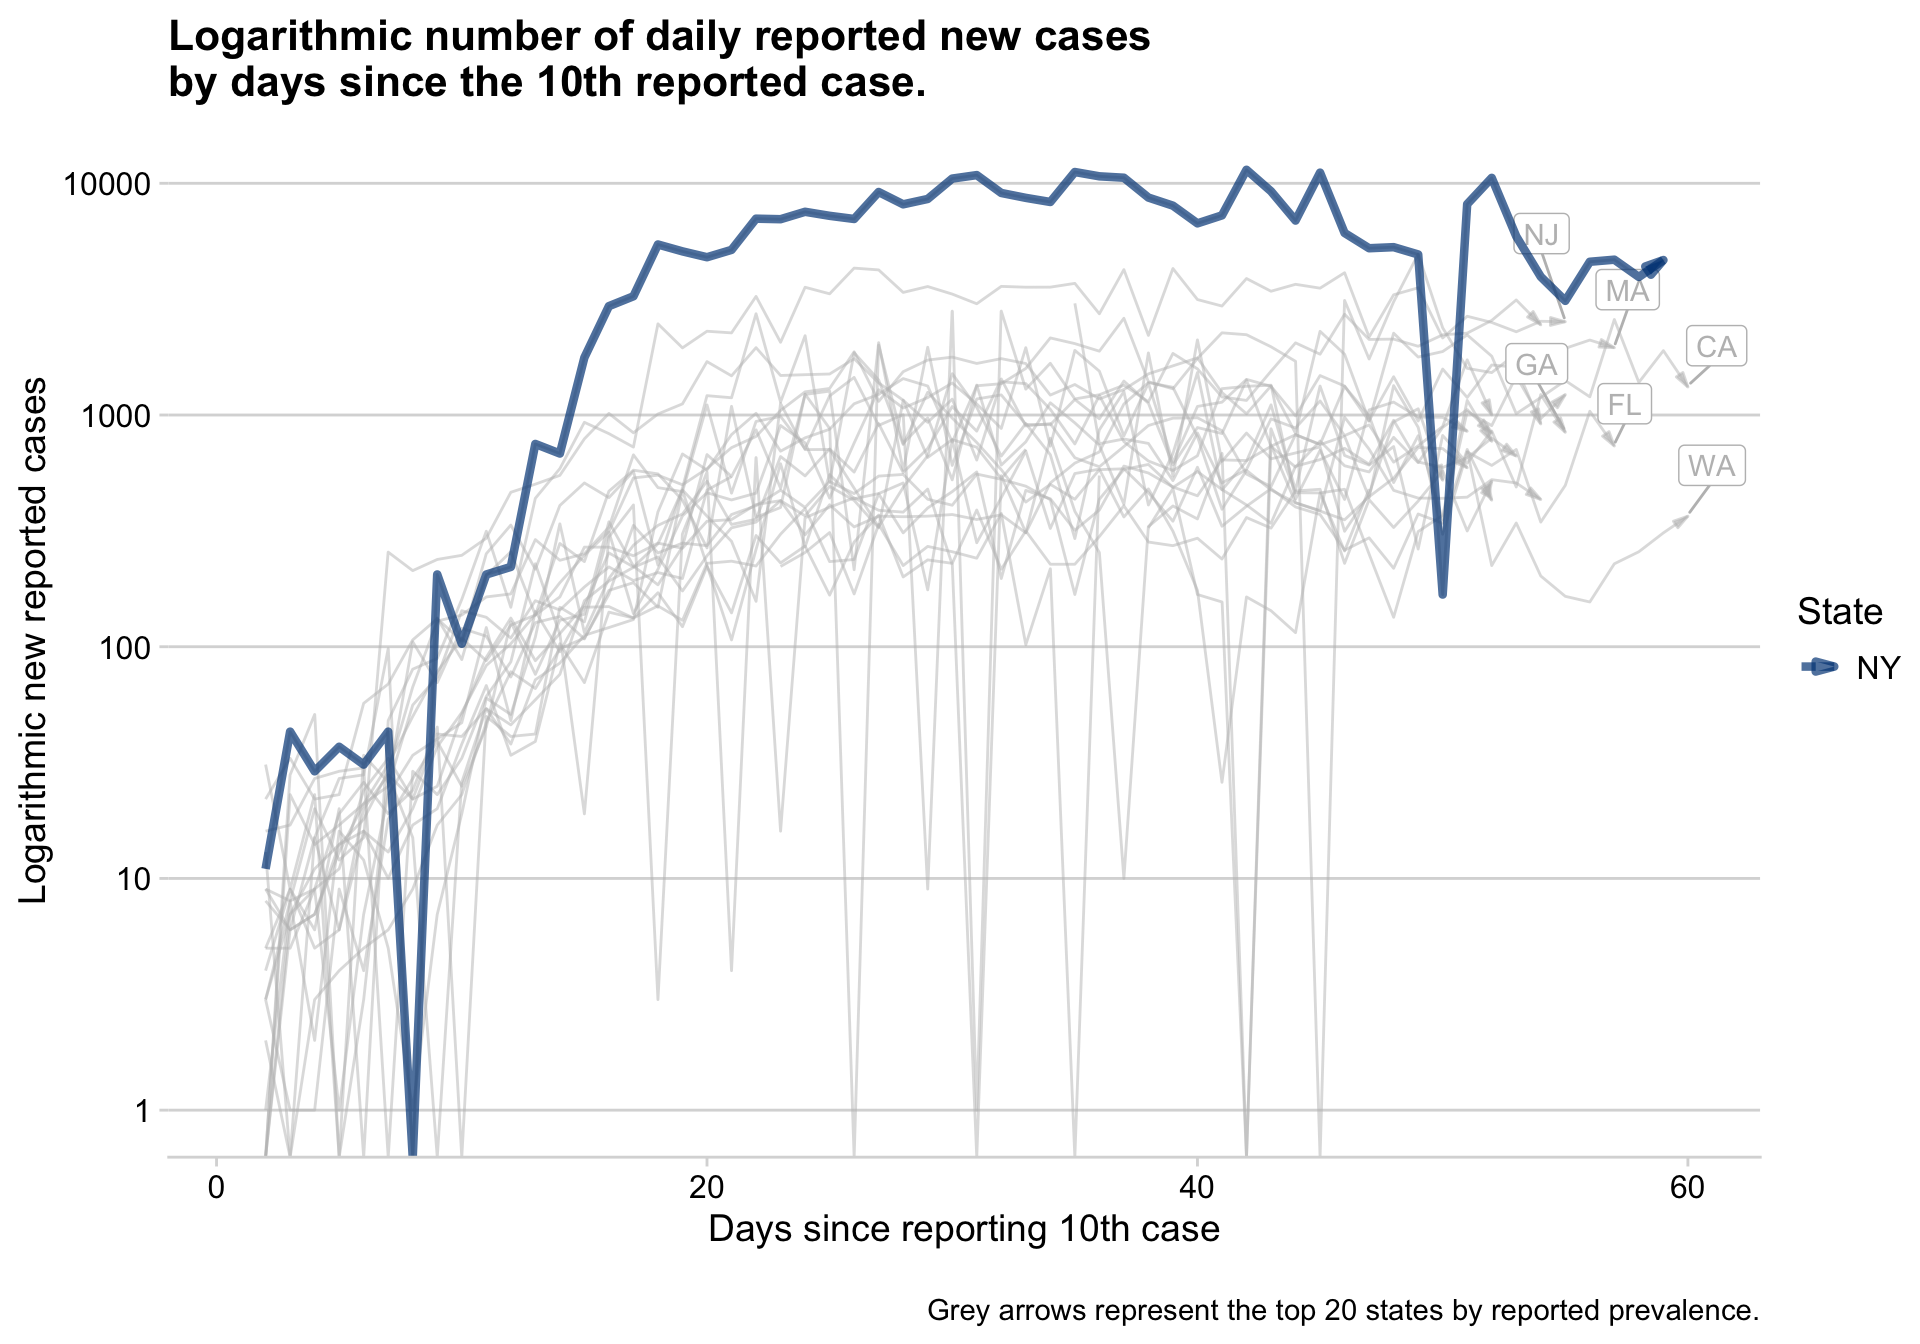 Logarithmic number of daily reported new cases
by days since the 10th reported case.
10000
1000
100
10
1
Logarithmic new reported cases
NJ
MA
CA
GA
FL
WA
0
20
40
60
Days since reporting 10th case
State
NY
Grey arrows represent the top 20 states by reported prevalence.